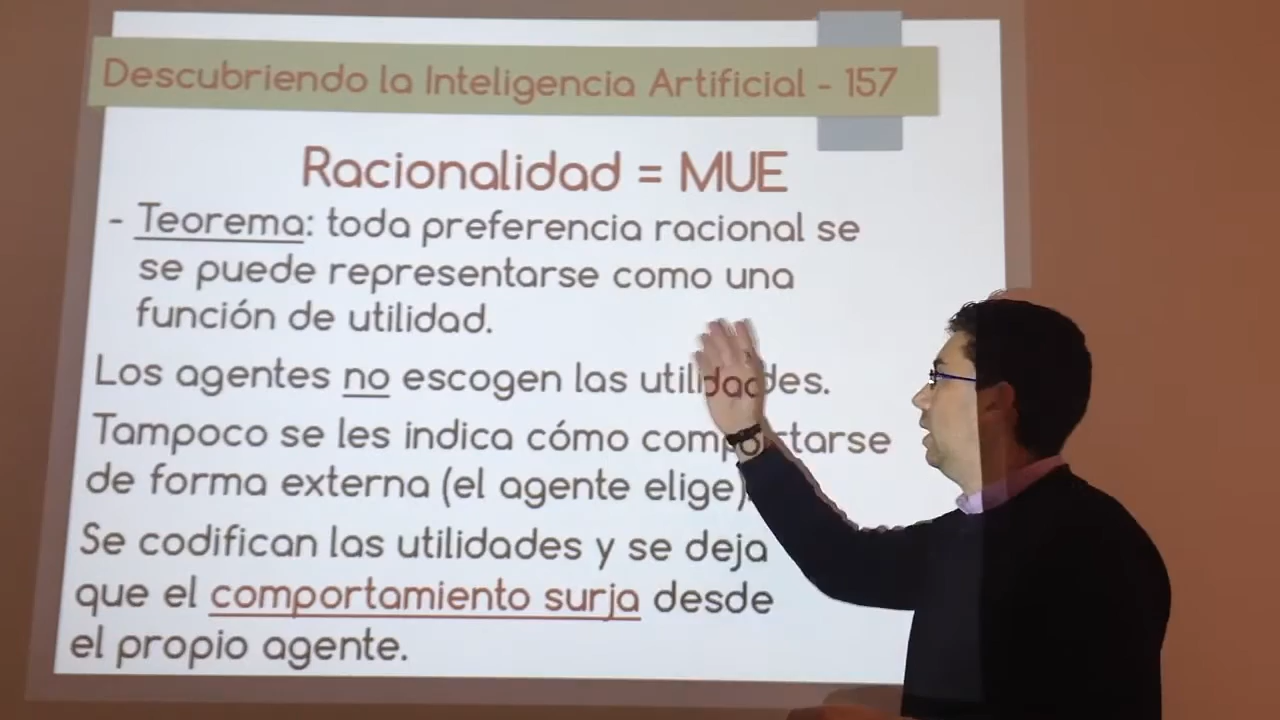 Descubriendo la Inteligencia Artificial - 157
Racionalidad = MUE
- Teorema: toda preferencia racional se
se puede representarse como una
función de utilidad.
Los agentes no escogen las utilidades.
Tampoco se les indica cómo comportarse
de forma externa (el agente elige).
Se codifican las utilidades y se deja
que el comportamiento surja desde
el propio agente.